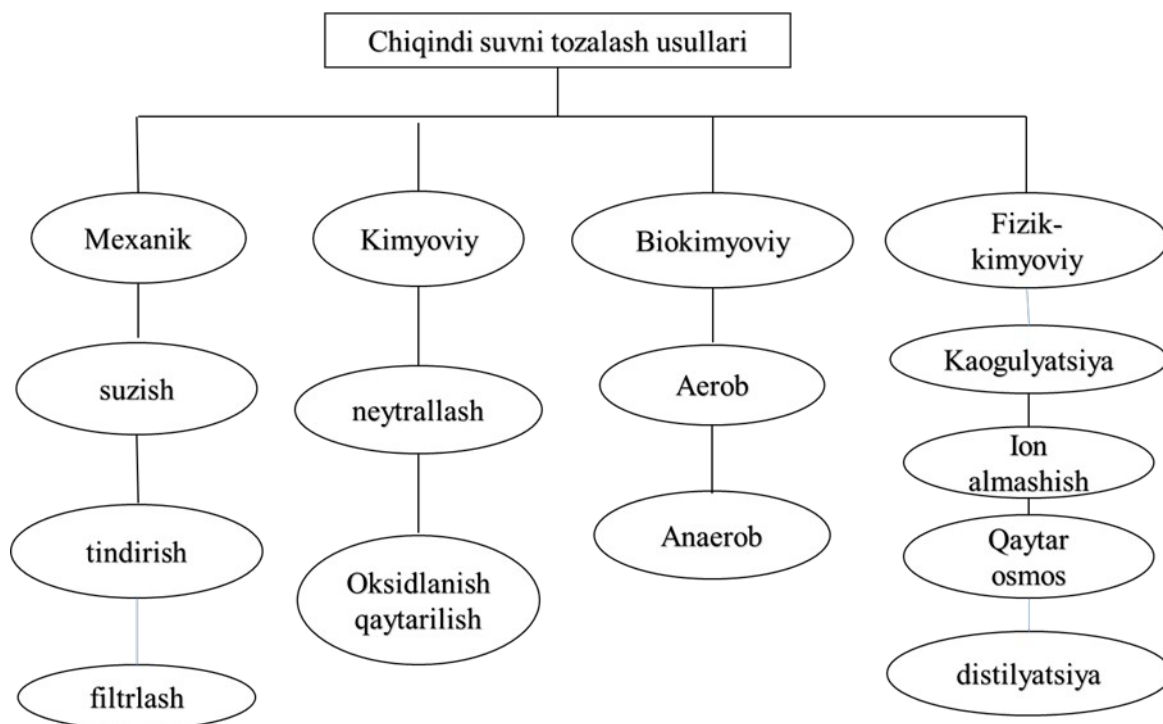 Chiqindi suvni tozalash usullari
Mexanik
Kimyoviy
Biokimyoviy
Fizik-
kimyoviy
suzish
neytrallash
Aerob
Kaogulyatsiya
Ion
almashish
tindirish
Oksidlanish
qaytarilish
Anaerob
Qaytar
osmos
filtrlash
distilyatsiya